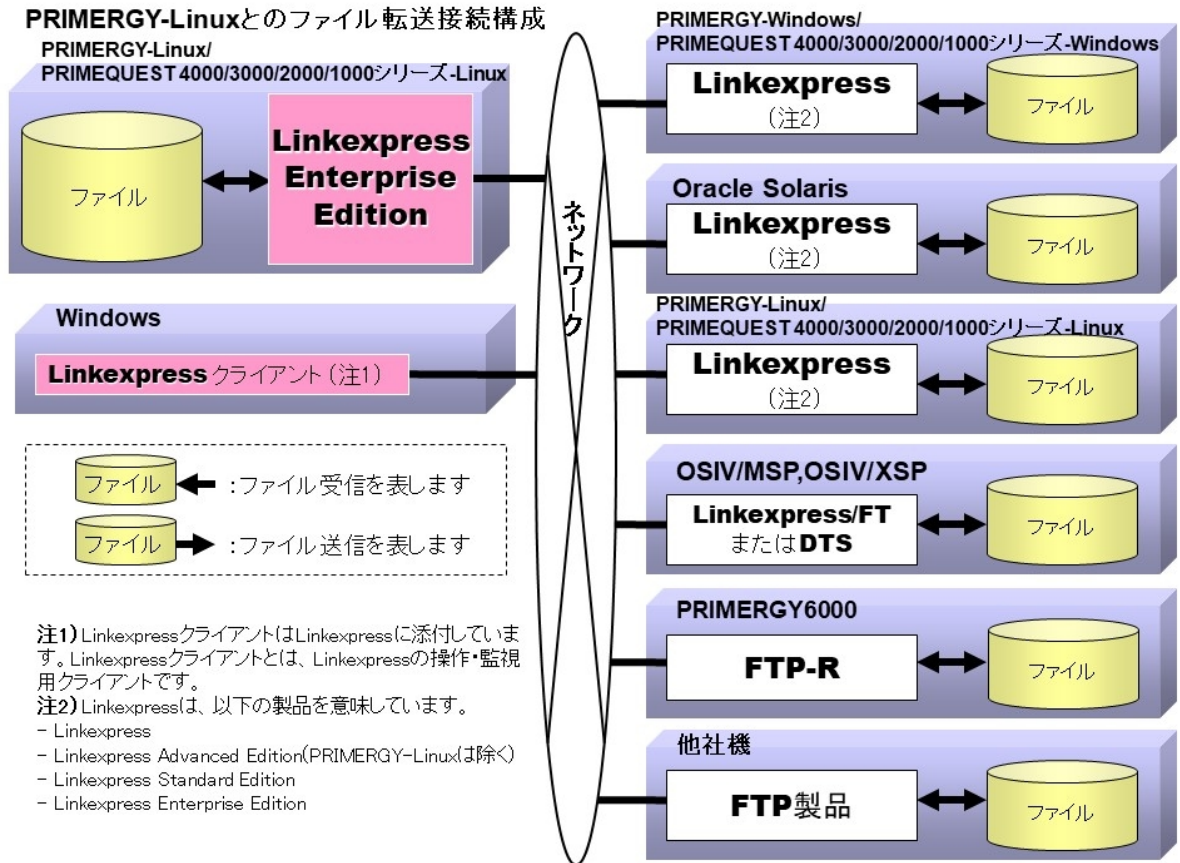 PRIMERGY-Linuxとのファイル転送接続構成
PRIMERGY-Linux/
PRIMEQUEST 4000/3000/2000/1000シリーズ-Linux
ファイル
Linkexpress
Enterprise
Edition
Windows
Linkexpressクライアント（注1）
ファイル
：ファイル受信を表します
ファイル
：ファイル送信を表します
注1）LinkexpressクライアントはLinkexpressに添付していま
す。Linkexpressクライアントとは、Linkexpressの操作・監視
用クライアントです。
注2）Linkexpressは、以下の製品を意味しています。
- Linkexpress
- Linkexpress Advanced Edition(PRIMERGY-Linuxは除く)
- Linkexpress Standard Edition
- Linkexpress Enterprise Edition
ネットワーク
PRIMERGY-Windows/
PRIMEQUEST 4000/3000/2000/1000シリーズ-Windows
Linkexpress
（注2）
ファイル
Oracle Solaris
Linkexpress
（注2）
ファイル
PRIMERGY-Linux/
PRIMEQUEST 4000/3000/2000/1000シリーズ-Linux
Linkexpress
（注2）
ファイル
OSIV/MSP,OSIV/XSP
Linkexpress/FT
またはDTS
ファイル
PRIMERGY6000
FTP-R
ファイル
他社機
FTP製品
ファイル